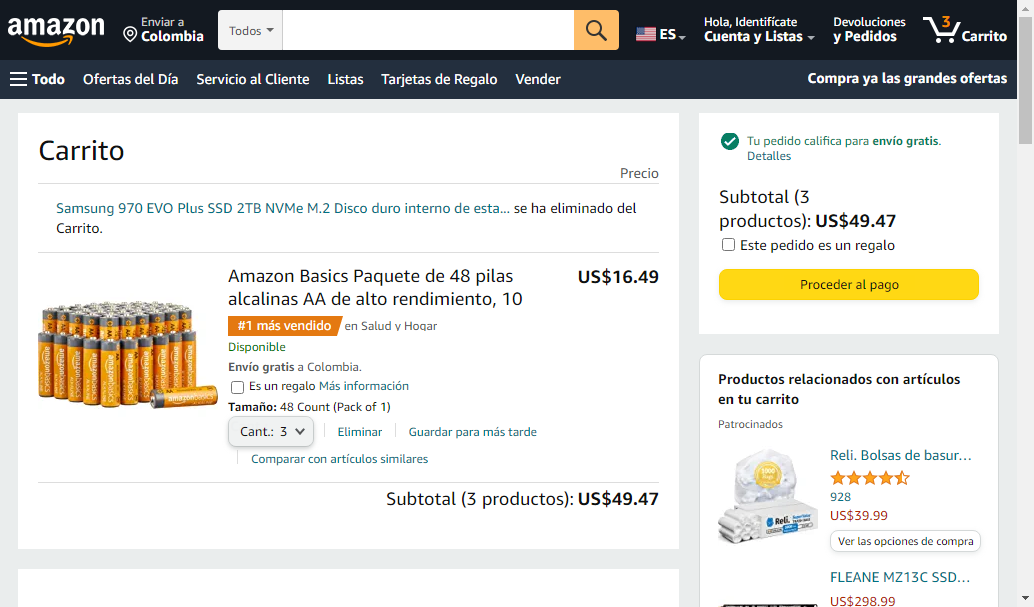 amazon
Enviar a
Colombia
Todos
ES
Hola, Identifícate
Cuenta y Listas
Devoluciones
y Pedidos
3
Carrito
Todo
Ofertas del Día
Servicio al Cliente
Listas
Tarjetas de Regalo
Vender
Compra ya las grandes ofertas
Carrito
Precio
Samsung 970 EVO Plus SSD 2TB NVMe M.2 Disco duro interno de esta... se ha eliminado del
Carrito.
Amazon Basics Paquete de 48 pilas
alcalinas AA de alto rendimiento, 10
US$16.49
#1 más vendido en Salud y Hogar
Disponible
Envío gratis a Colombia.
Es un regalo Más información
Tamaño: 48 Count (Pack of 1)
Cant.: 3
Eliminar
Guardar para más tarde
Comparar con artículos similares
amazonbasics
Subtotal (3 productos): US$49.47
Tu pedido califica para envío gratis.
Detalles
Subtotal (3
productos): US$49.47
Este pedido es un regalo
Proceder al pago
Productos relacionados con artículos
en tu carrito
Patrocinados
Reli.
Reli. Bolsas de basur...
928
US$39.99
Ver las opciones de compra
FLEANE MZ13C SSD...
US$298.99